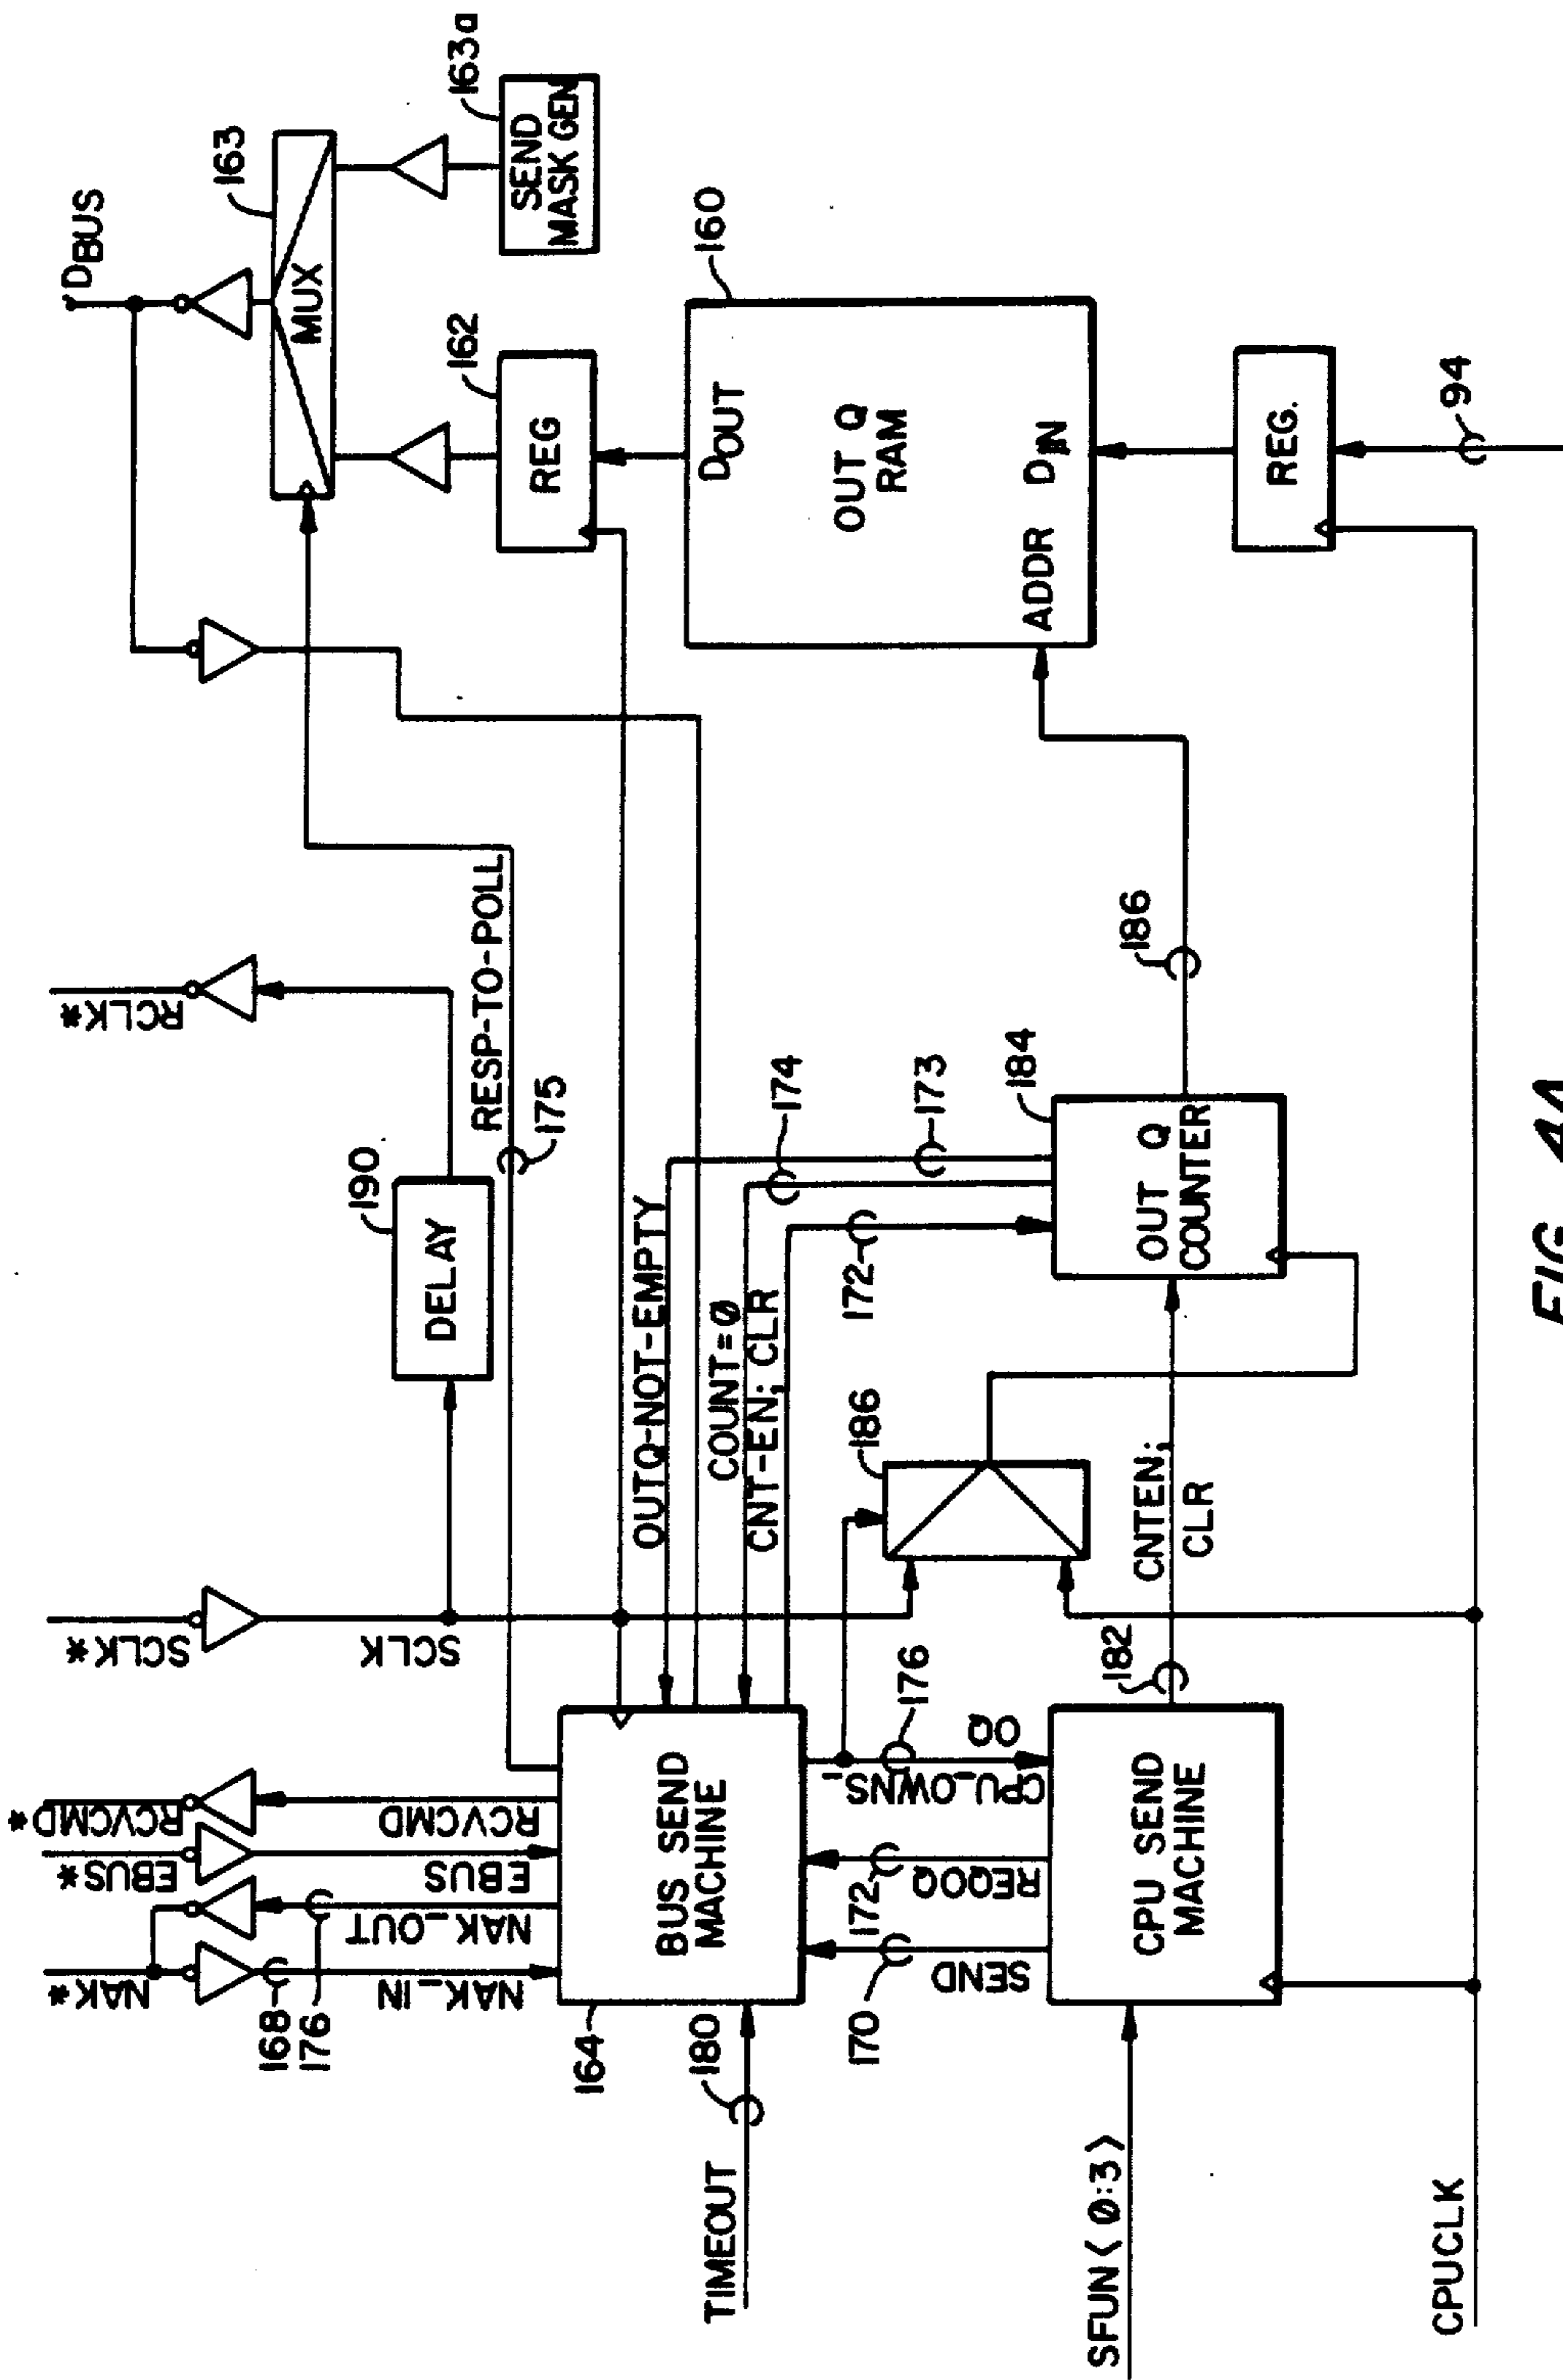 NAK*
EBUS*
RCVCMD*
SCLK*
RCLK*
DBUS
168
176
NAK_IN
NAK_OUT
EBUS
RCVCMD
SCLK
190
DELAY
RESP-TO-POLL
175
163
MUX
163a
SEND
MASK GEN
162
REG
164
BUS SEND
MACHINE
TIMEOUT
180
OUTQ-NOT-EMPTY
COUNT=0
CNT-EN; CLR
174
173
172
160
DOUT
OUT Q
RAM
ADDR DIN
170
SEND
172
REQOQ
CPU_OWNS_
OQ
176
186
184
OUT Q
COUNTER
186
SFUN<0:3>
CPU SEND
MACHINE
182
CNTEN;
CLR
REG.
94
CPUCLK
FIG. 4A